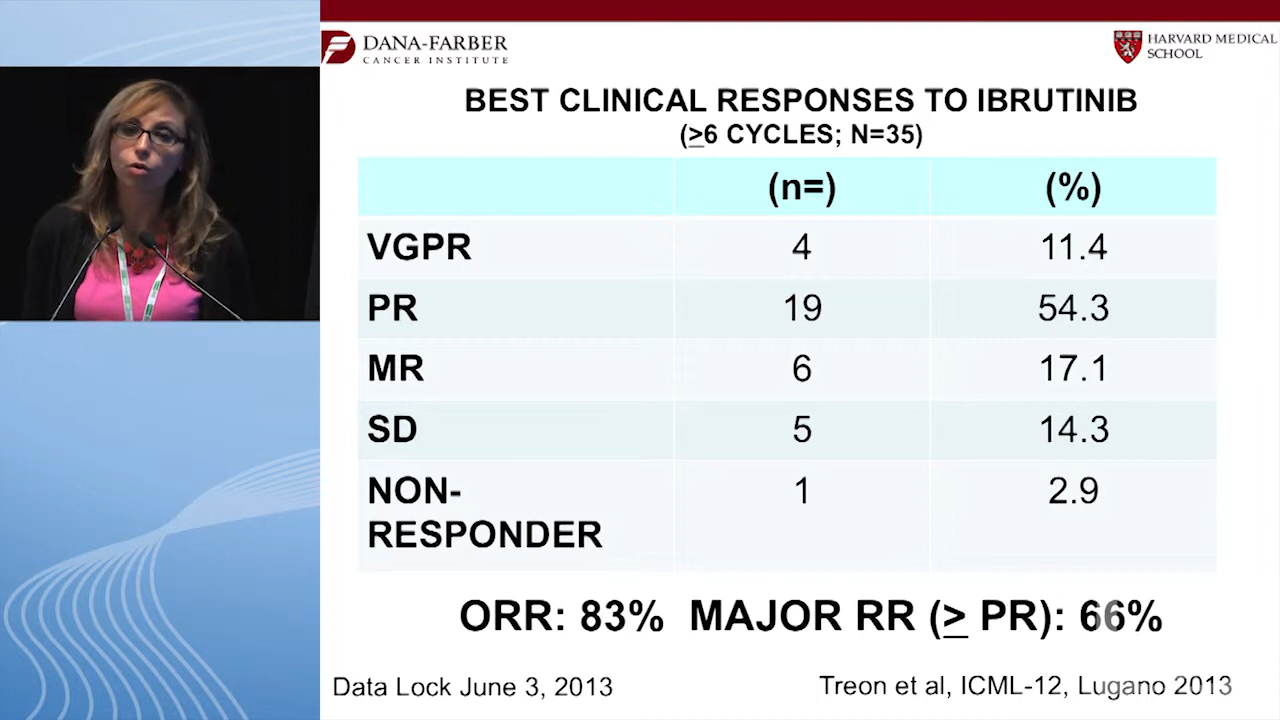 DANA-FARBER
CANCER INSTITUTE
HARVARD MEDICAL
SCHOOL
BEST CLINICAL RESPONSES TO IBRUTINIB
(≥6 CYCLES; N=35)
(n=) (%)
VGPR 4 11.4
PR 19 54.3
MR 6 17.1
SD 5 14.3
NON- 1 2.9
RESPONDER
ORR: 83% MAJOR RR (≥ PR): 66%
Data Lock June 3, 2013
Treon et al, ICML-12, Lugano 2013